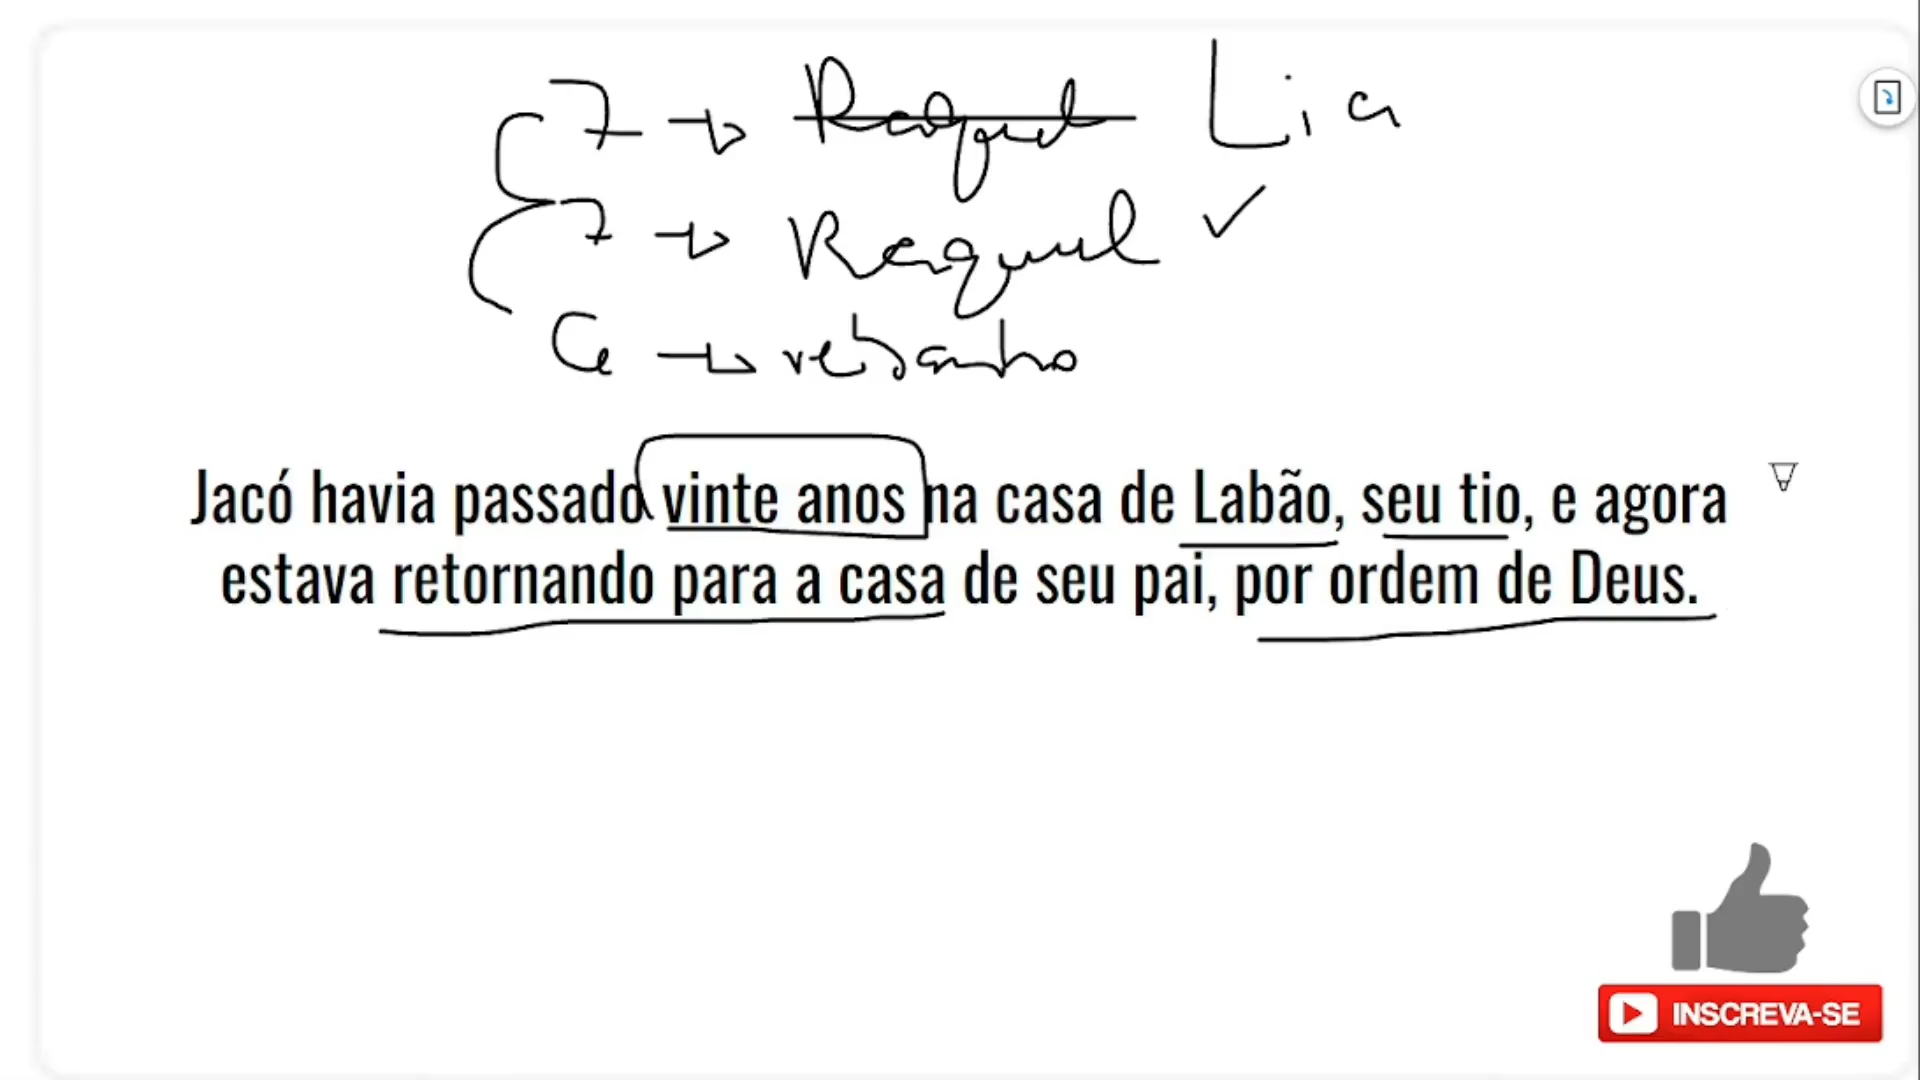 7 → Raquel Lia
7 → Raquel ✓
6 → rebanho
Jacó havia passado vinte anos na casa de Labão, seu tio, e agora
estava retornando para a casa de seu pai, por ordem de Deus.
INSCREVA-SE